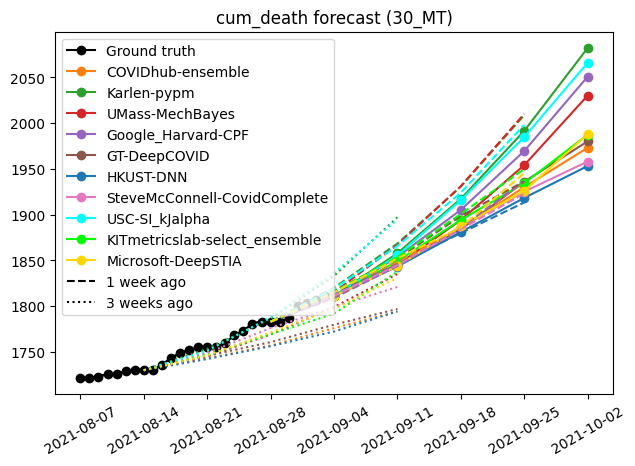 cum_death forecast (30_MT)
2050
2000
1950
1900
1850
1800
1750
Ground truth
COVIDhub-ensemble
Karlen-pypm
UMass-MechBayes
Google_Harvard-CPF
GT-DeepCOVID
HKUST-DNN
SteveMcConnell-CovidComplete
USC-SI_kJalpha
KITmetricslab-select_ensemble
Microsoft-DeepSTIA
1 week ago
3 weeks ago
2021-08-07
2021-08-14
2021-08-21
2021-08-28
2021-09-04
2021-09-11
2021-09-18
2021-09-25
2021-10-02